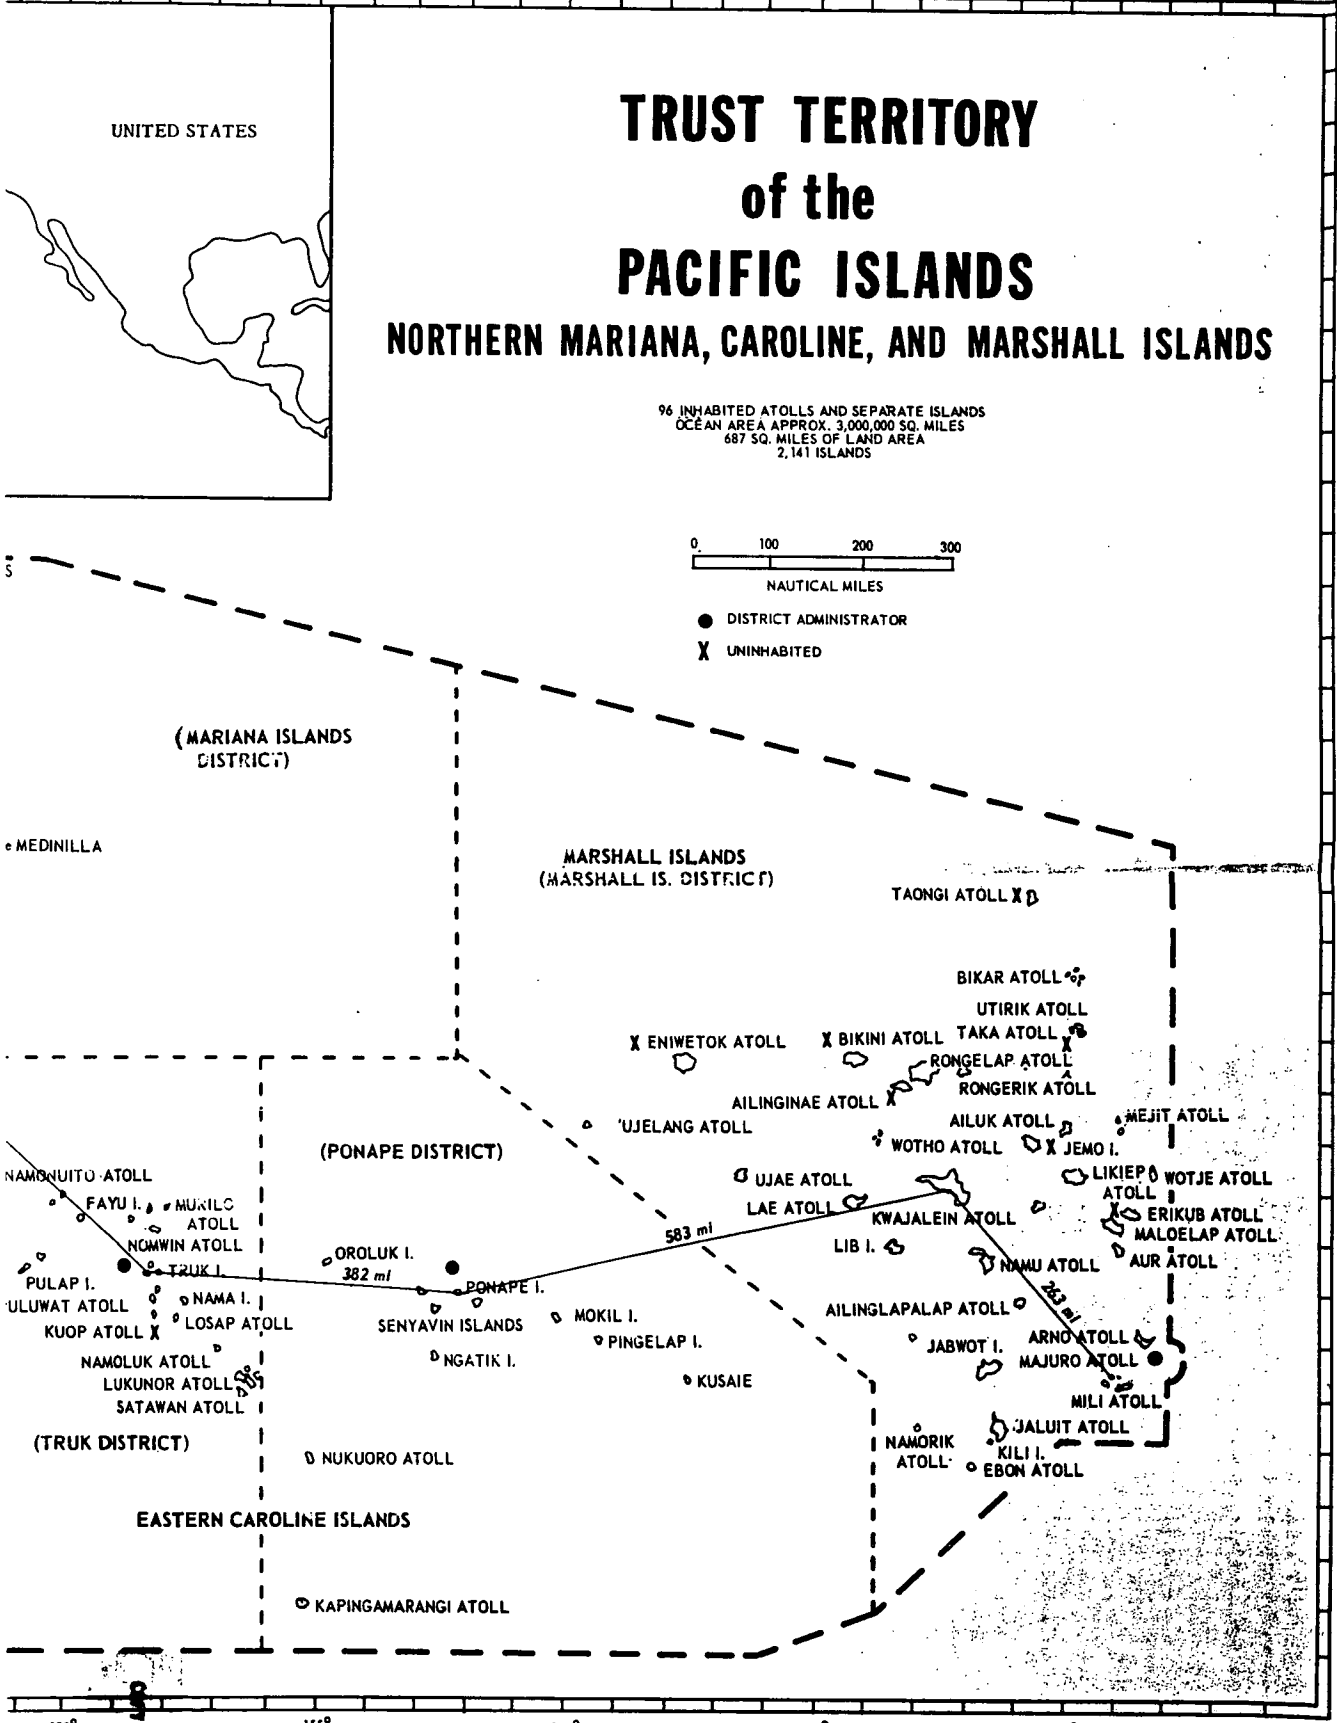 UNITED STATES
TRUST TERRITORY
of the
PACIFIC ISLANDS
NORTHERN MARIANA, CAROLINE, AND MARSHALL ISLANDS
96 INHABITED ATOLLS AND SEPARATE ISLANDS
OCEAN AREA APPROX. 3,000,000 SQ. MILES
687 SQ. MILES OF LAND AREA
2,141 ISLANDS
0 100 200 300
NAUTICAL MILES
DISTRICT ADMINISTRATOR
X UNINHABITED
S
(MARIANA ISLANDS
DISTRICT)
e MEDINILLA
MARSHALL ISLANDS
(MARSHALL IS. DISTRICT)
TAONGI ATOLL X
BIKAR ATOLL
UTIRIK ATOLL
TAKA ATOLL
X
X ENIWETOK ATOLL
X BIKINI ATOLL
RONGELAP ATOLL
RONGERIK ATOLL
AILINGINAE ATOLL X
UJELANG ATOLL
AILUK ATOLL
MEJIT ATOLL
WOTHO ATOLL
X JEMO I.
(PONAPE DISTRICT)
UJAE ATOLL
LIKIEP
ATOLL
WOTJE ATOLL
LAE ATOLL
KWAJALEIN ATOLL
X ERIKUB ATOLL
MALOELAP ATOLL
583 mi
LIB I.
NAMU ATOLL
AUR ATOLL
263 mi
NAMONUITO ATOLL
FAYU I.
MURILO
ATOLL
NOMWIN ATOLL
TRUK I.
OROLUK I.
382 mi
PONAPE I.
PULAP I.
ULUWAT ATOLL
NAMA I.
LOSAP ATOLL
KUOP ATOLL X
SENYAVIN ISLANDS
MOKIL I.
PINGELAP I.
AILINGLAPALAP ATOLL
JABWOT I.
ARNO ATOLL
MAJURO ATOLL
MILI ATOLL
NAMOLUK ATOLL
LUKUNOR ATOLL
SATAWAN ATOLL
NGATIK I.
KUSAIE
(TRUK DISTRICT)
NUKUORO ATOLL
NAMORIK
ATOLL
JALUIT ATOLL
KILI I.
EBON ATOLL
EASTERN CAROLINE ISLANDS
KAPINGAMARANGI ATOLL